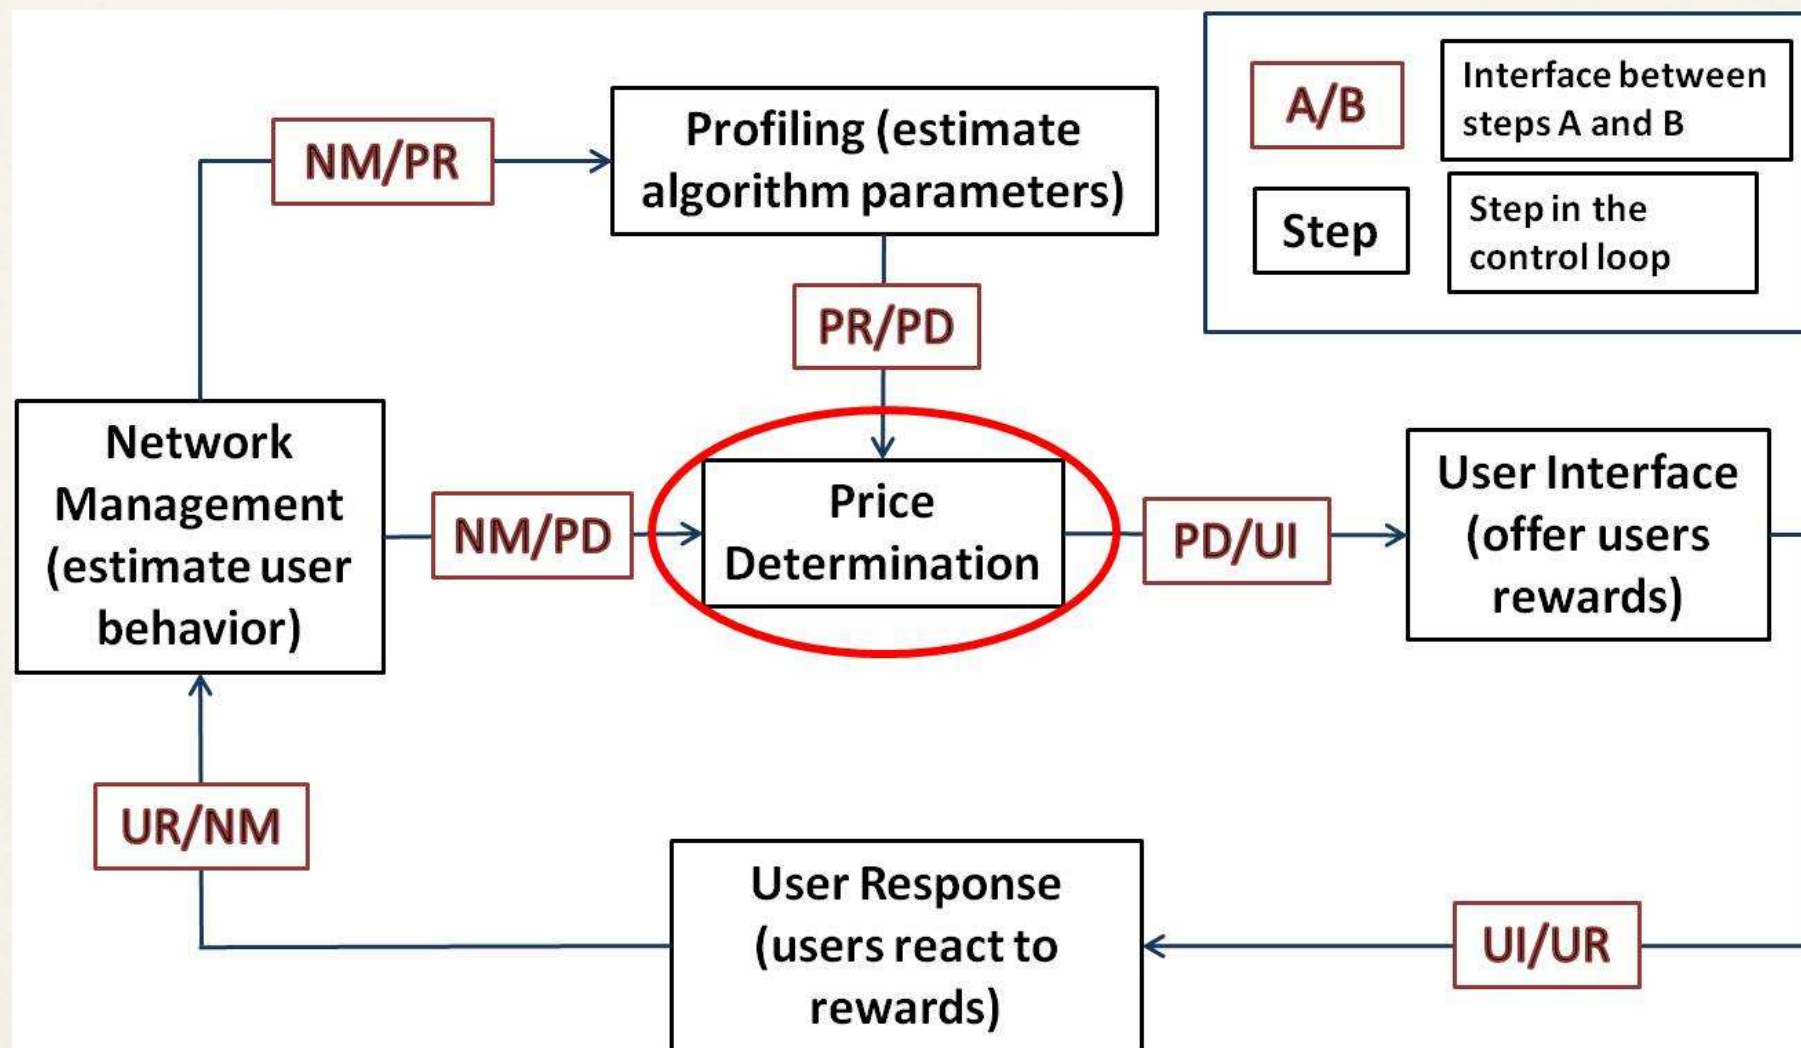 NM/PR
Profiling (estimate
algorithm parameters)
A/B
Interface between
steps A and B
Step
Step in the
control loop
PR/PD
Network
Management
(estimate user
behavior)
NM/PD
Price
Determination
PD/UI
User Interface
(offer users
rewards)
UR/NM
User Response
(users react to
rewards)
UI/UR